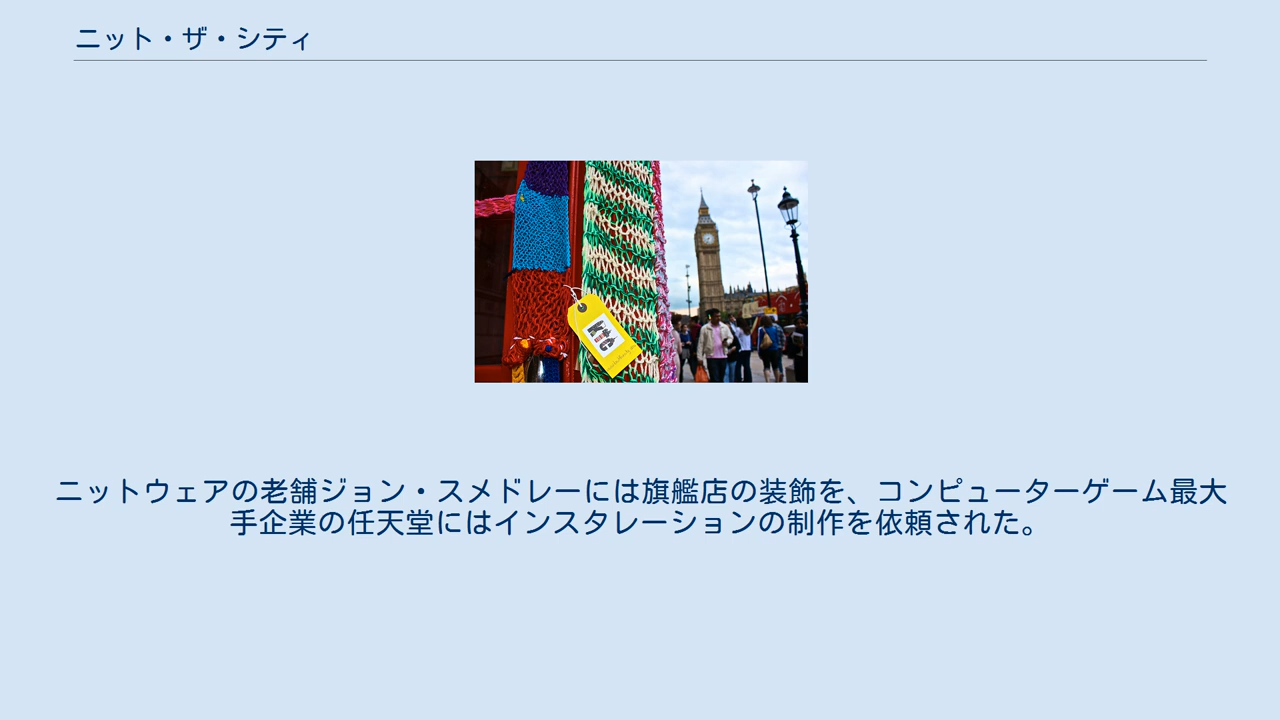 ニット・ザ・シティ
ニットウェアの老舗ジョン・スメドレーには旗艦店の装飾を、コンピューターゲーム最大
手企業の任天堂にはインスタレーションの制作を依頼された。